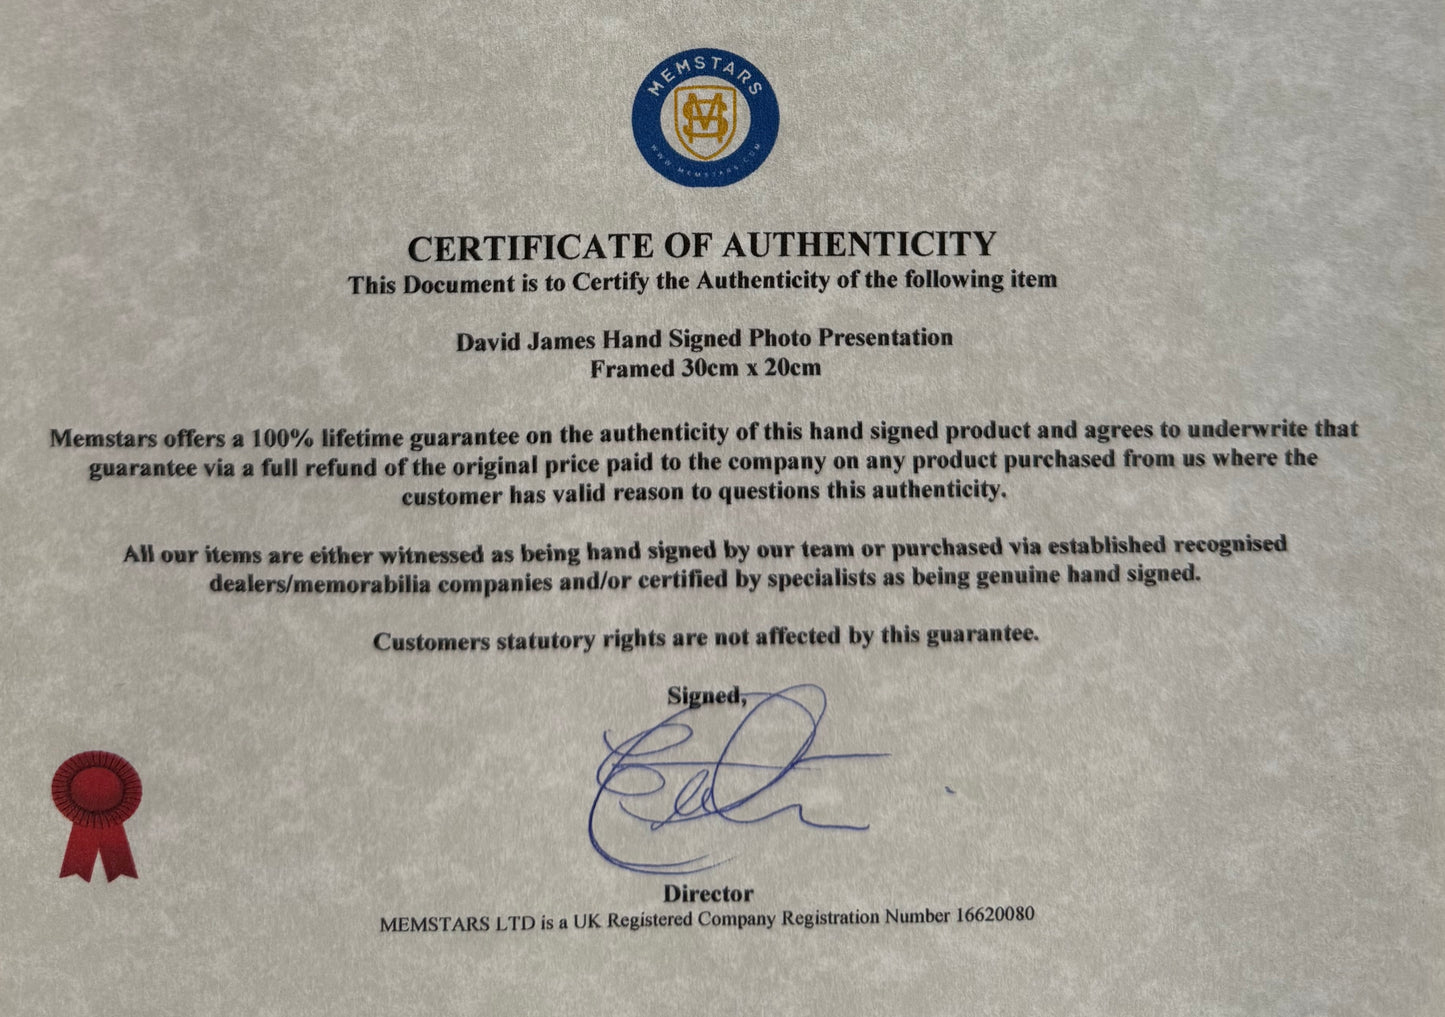 MEMSTARS
MS
WWW.MEMSTARS.COM
CERTIFICATE OF AUTHENTICITY
This Document is to Certify the Authenticity of the following item
David James Hand Signed Photo Presentation
Framed 30cm x 20cm
Memstars offers a 100% lifetime guarantee on the authenticity of this hand signed product and agrees to underwrite that
guarantee via a full refund of the original price paid to the company on any product purchased from us where the
customer has valid reason to questions this authenticity.
All our items are either witnessed as being hand signed by our team or purchased via established recognised
dealers/memorabilia companies and/or certified by specialists as being genuine hand signed.
Customers statutory rights are not affected by this guarantee.
Signed,
Director
MEMSTARS LTD is a UK Registered Company Registration Number 16620080